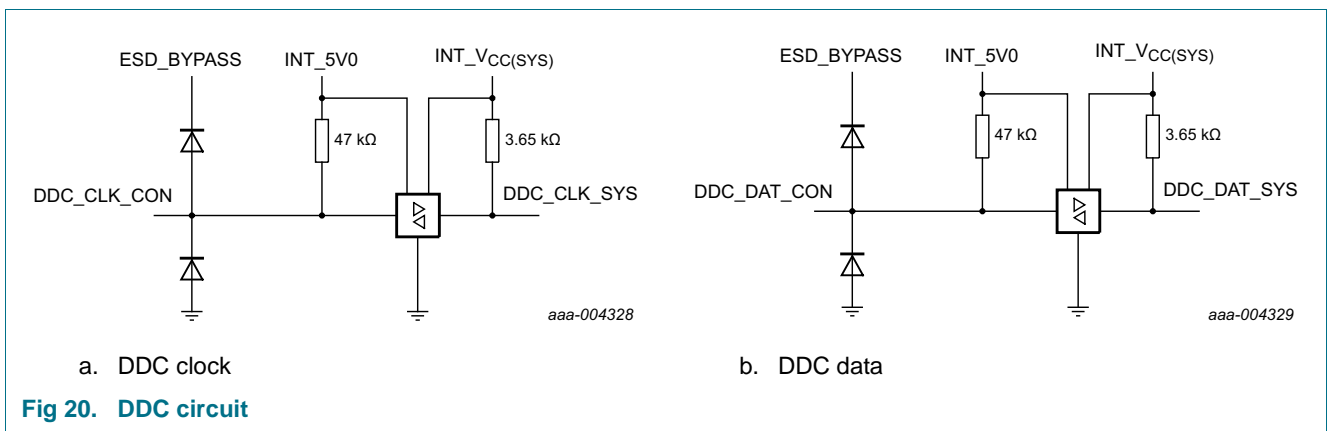 ESD_BYPASS INT_5V0 INT_VCC(SYS)
47 kΩ 3.65 kΩ
DDC_CLK_CON DDC_CLK_SYS
aaa-004328
a. DDC clock
ESD_BYPASS INT_5V0 INT_VCC(SYS)
47 kΩ 3.65 kΩ
DDC_DAT_CON DDC_DAT_SYS
aaa-004329
b. DDC data
Fig 20. DDC circuit